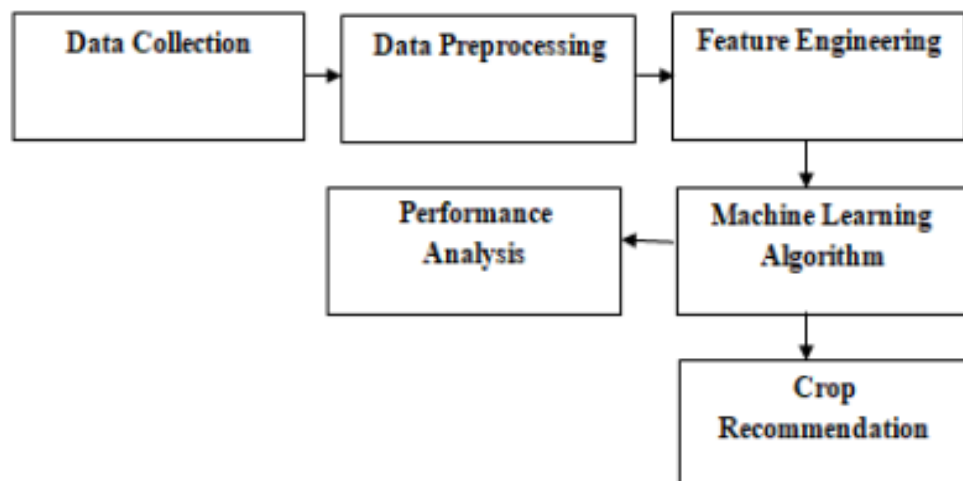 Data Collection
Data Preprocessing
Feature Engineering
Performance
Analysis
Machine Learning
Algorithm
Crop
Recommendation